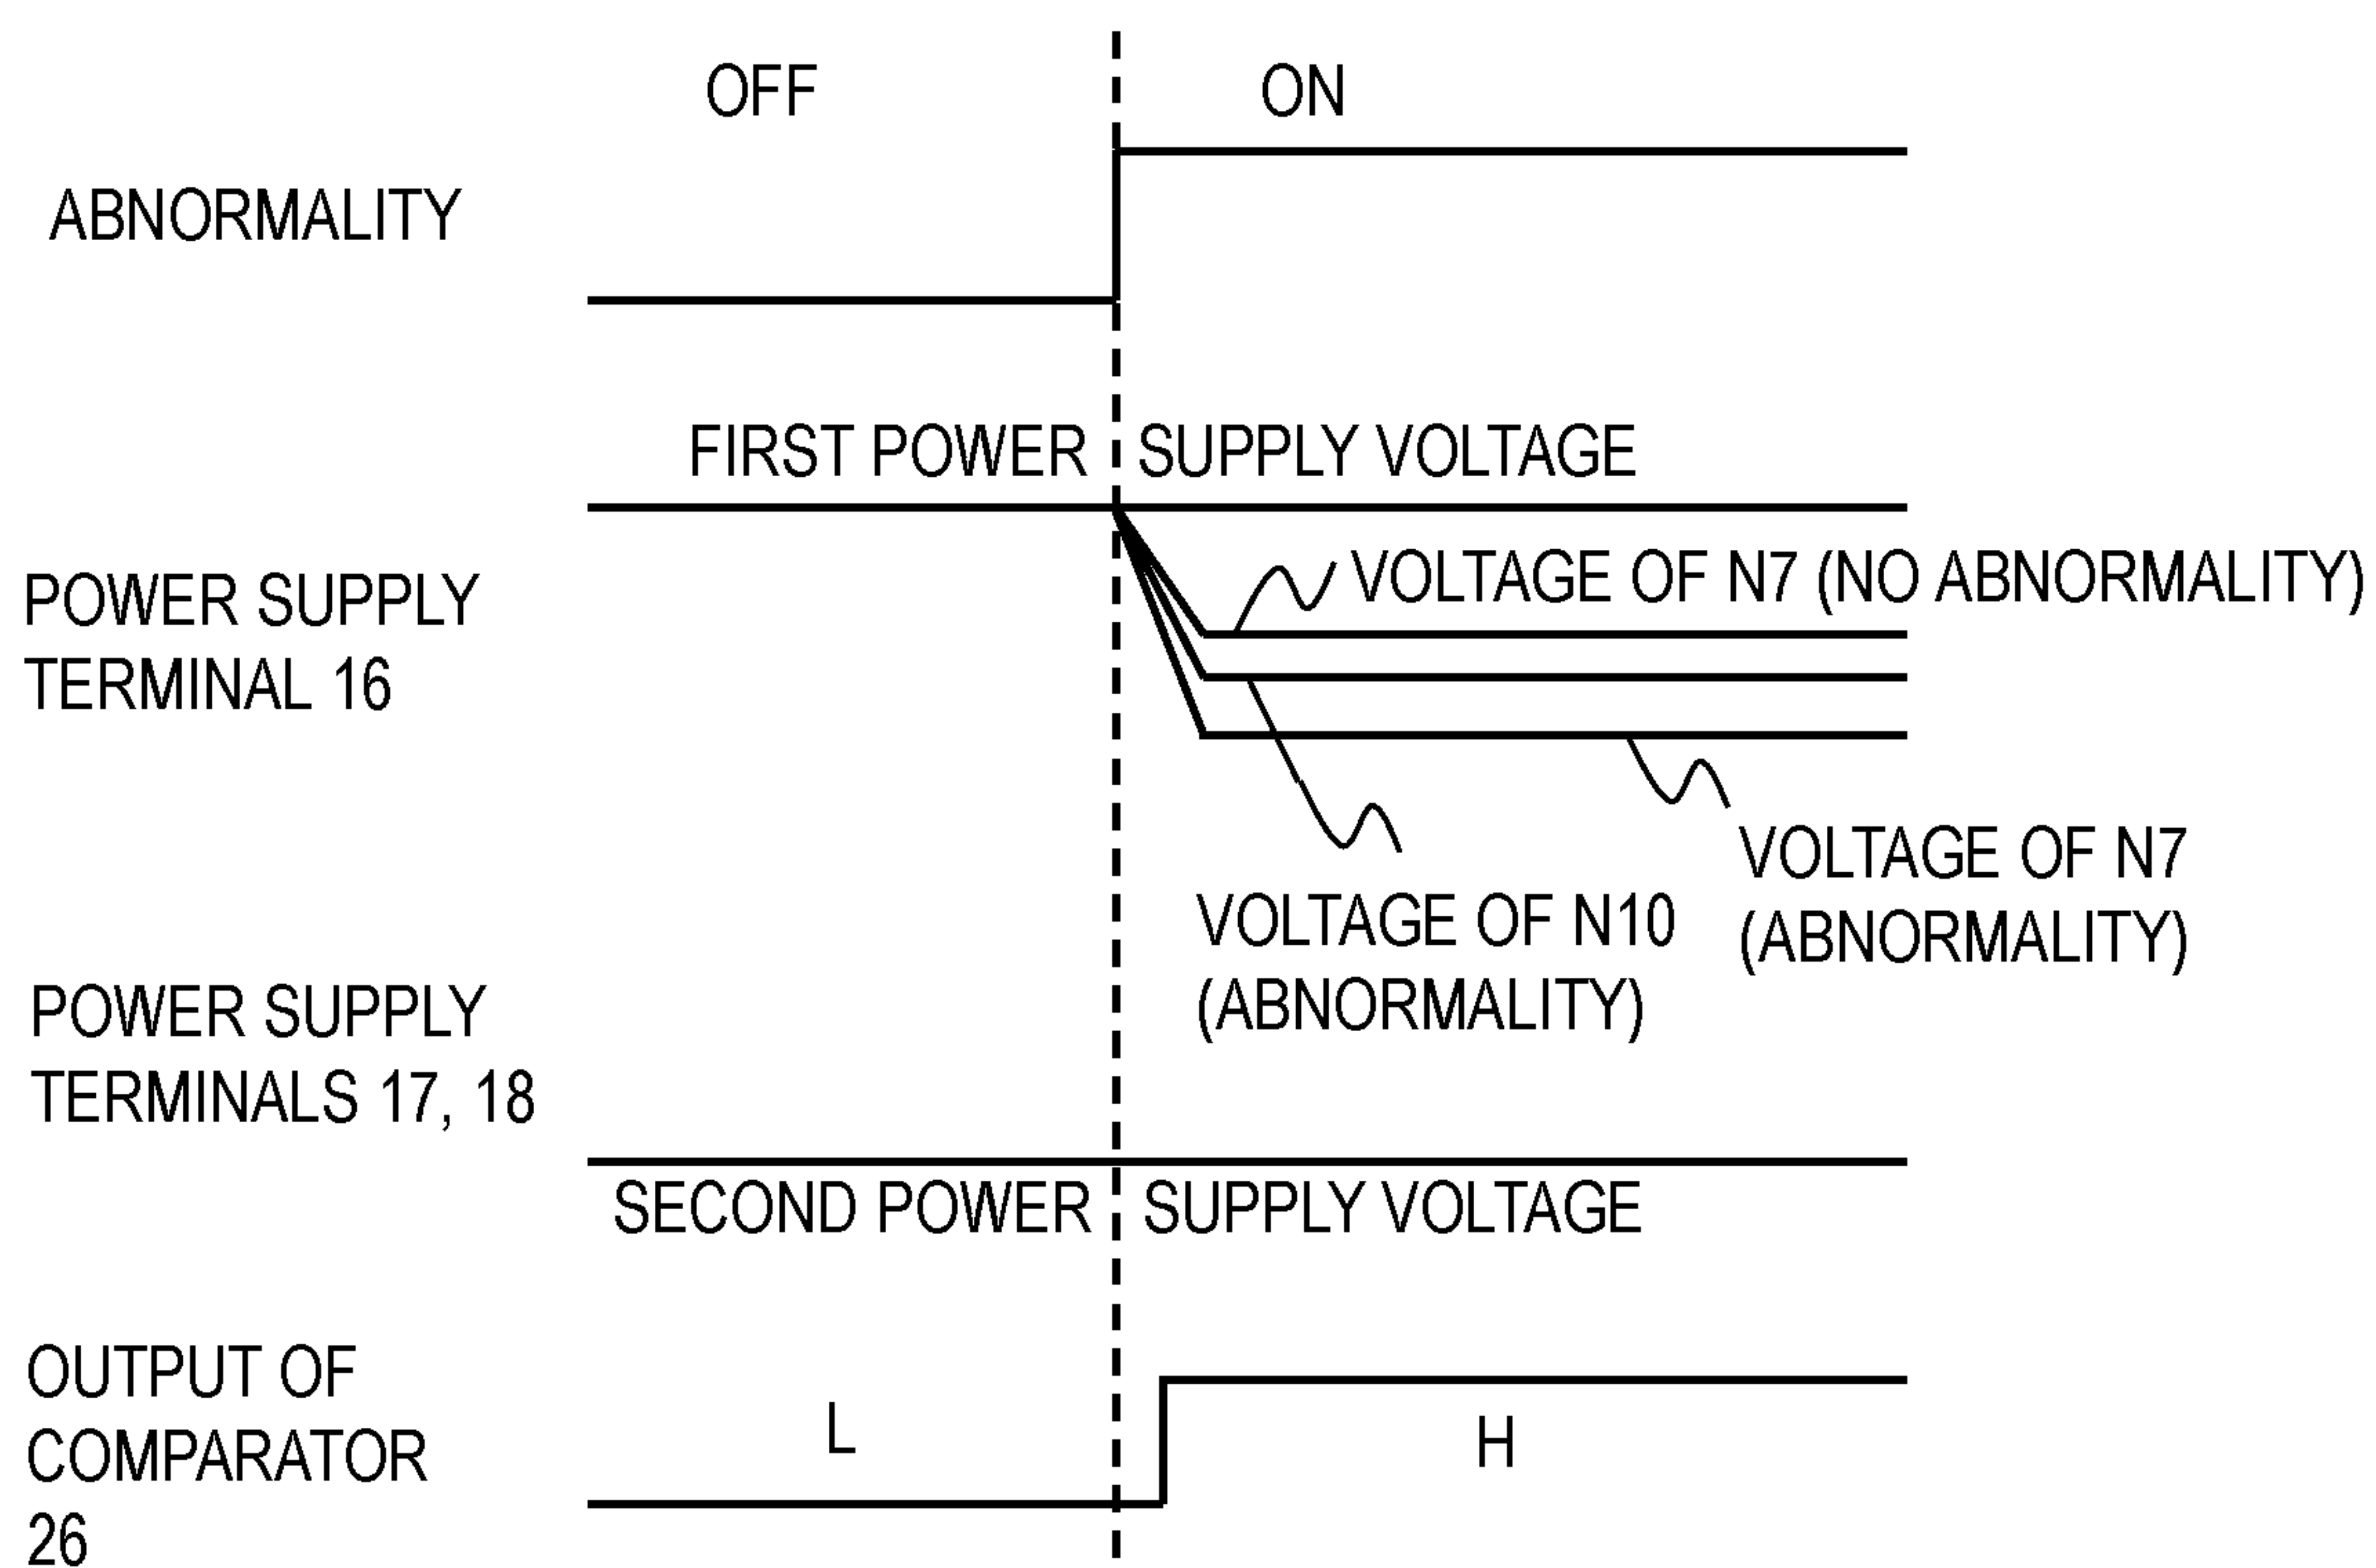 OFF
ON
ABNORMALITY
FIRST POWER SUPPLY VOLTAGE
VOLTAGE OF N7 (NO ABNORMALITY)
POWER SUPPLY
TERMINAL 16
VOLTAGE OF N7
(ABNORMALITY)
VOLTAGE OF N10
(ABNORMALITY)
POWER SUPPLY
TERMINALS 17, 18
SECOND POWER SUPPLY VOLTAGE
OUTPUT OF
COMPARATOR
26
L
H